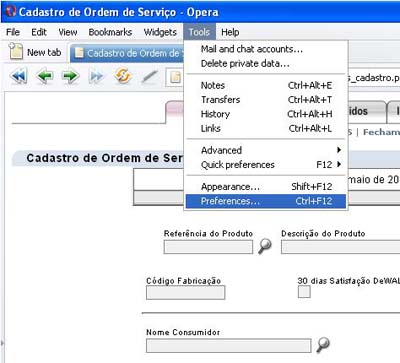 Cadastro de Ordem de Serviço - Opera
File Edit View Bookmarks Widgets Tools Help
New tab Cadastro de Ordem de S
Mail and chat accounts...
Delete private data...
Notes Ctrl+Alt+E
Transfers Ctrl+Alt+T
History Ctrl+Alt+H
Links Ctrl+Alt+L
Advanced
Quick preferences F12
Appearance... Shift+F12
Preferences... Ctrl+F12
s_cadastro.p
idos
S | Fecham
Cadastro de Ordem de Ser
maio de 20
Referência do Produto Descrição do Produto
Código Fabricação 30 dias Satisfação DeWAL
Nome Consumidor